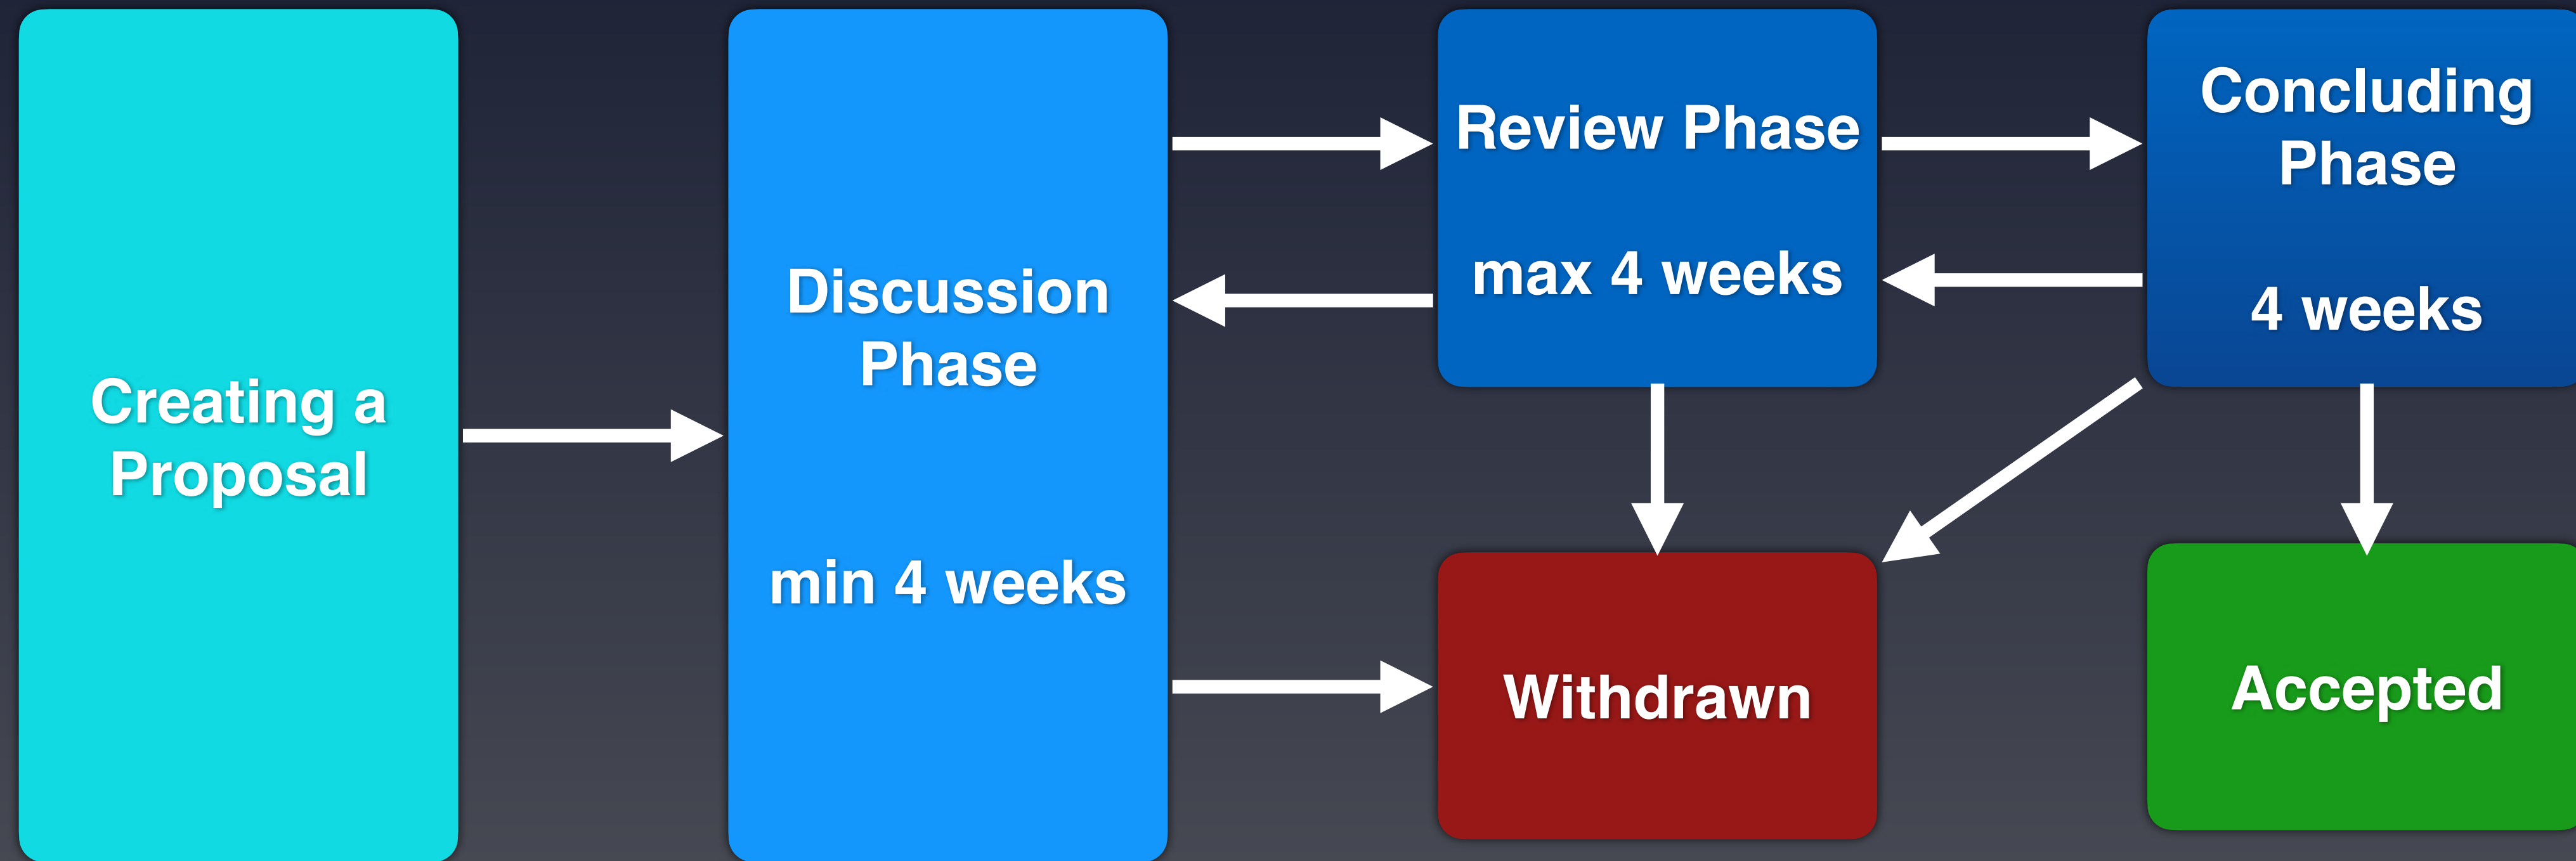 Creating a
Proposal
Discussion
Phase
min 4 weeks
Review Phase
max 4 weeks
Concluding
Phase
4 weeks
Withdrawn
Accepted